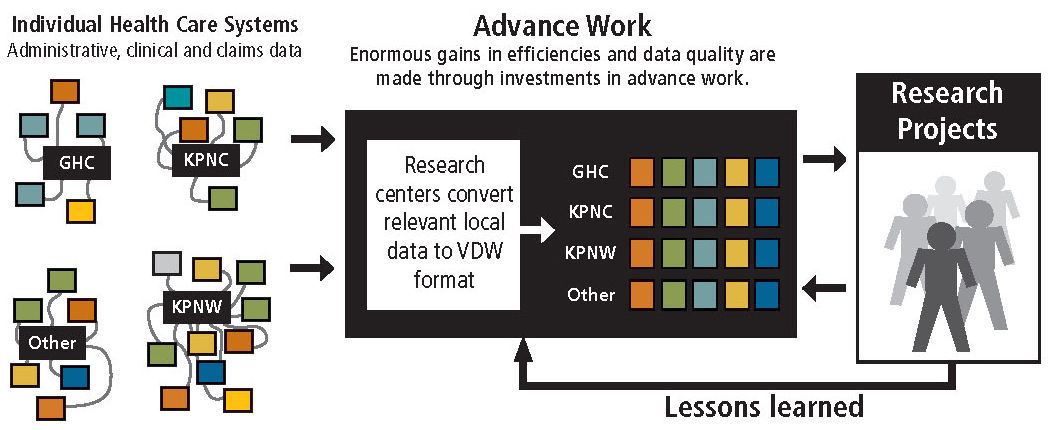 Individual Health Care Systems
Administrative, clinical and claims data
GHC
KPNC
Other
KPNW
Advance Work
Enormous gains in efficiencies and data quality are
made through investments in advance work.
Research
centers convert
relevant local
data to VDW
format
GHC
KPNC
KPNW
Other
Research
Projects
Lessons learned